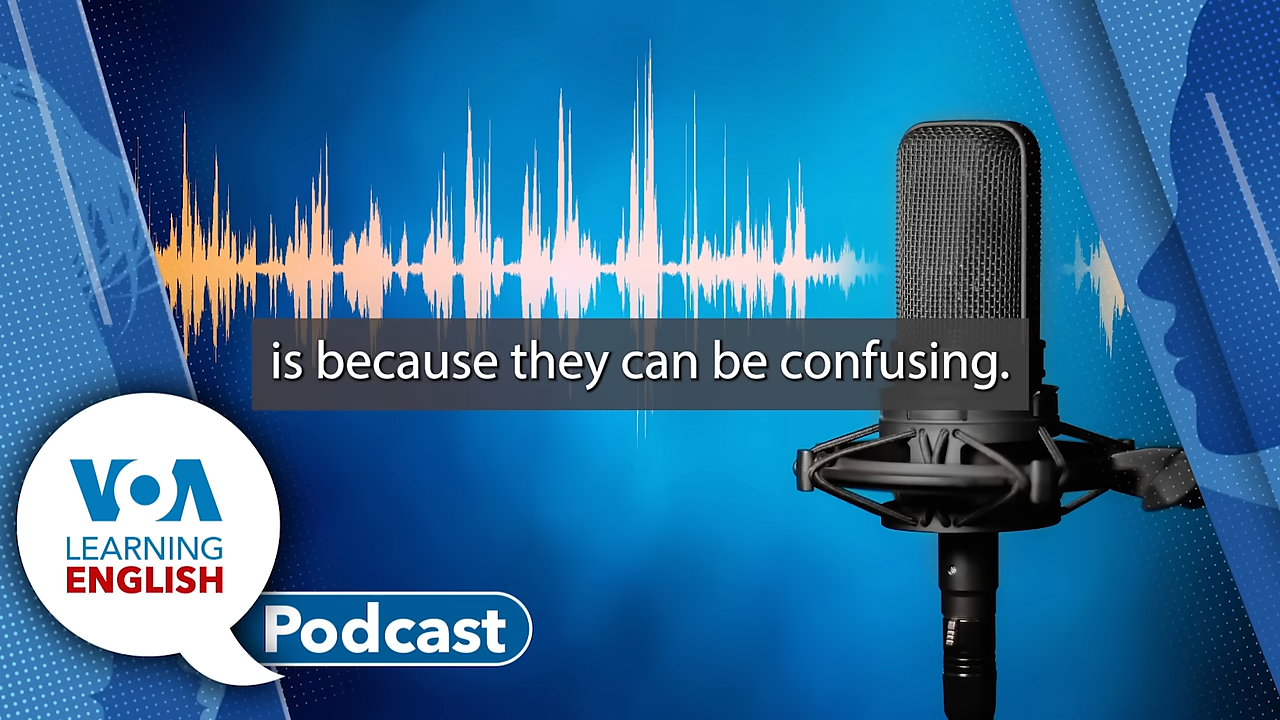 is because they can be confusing.
VOA
LEARNING
ENGLISH
Podcast